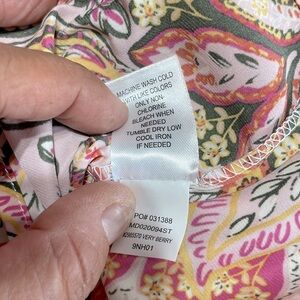 MACHINE WASH COLD
WITH LIKE COLORS
ONLY NON-
CHLORINE
BLEACH WHEN
NEEDED
TUMBLE DRY LOW
COOL IRON
IF NEEDED
PO# 031388
MD020094ST
VERY BERRY
9NH01